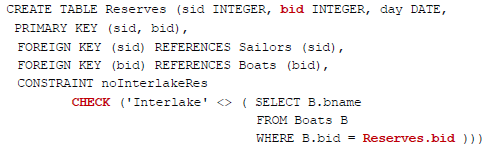 CREATE TABLE Reserves (sid INTEGER, bid INTEGER, day DATE,
PRIMARY KEY (sid, bid),
FOREIGN KEY (sid) REFERENCES Sailors (sid),
FOREIGN KEY (bid) REFERENCES Boats (bid),
CONSTRAINT noInterlakeRes
CHECK ('Interlake' <> ( SELECT B.bname
FROM Boats B
WHERE B.bid = Reserves.bid )))